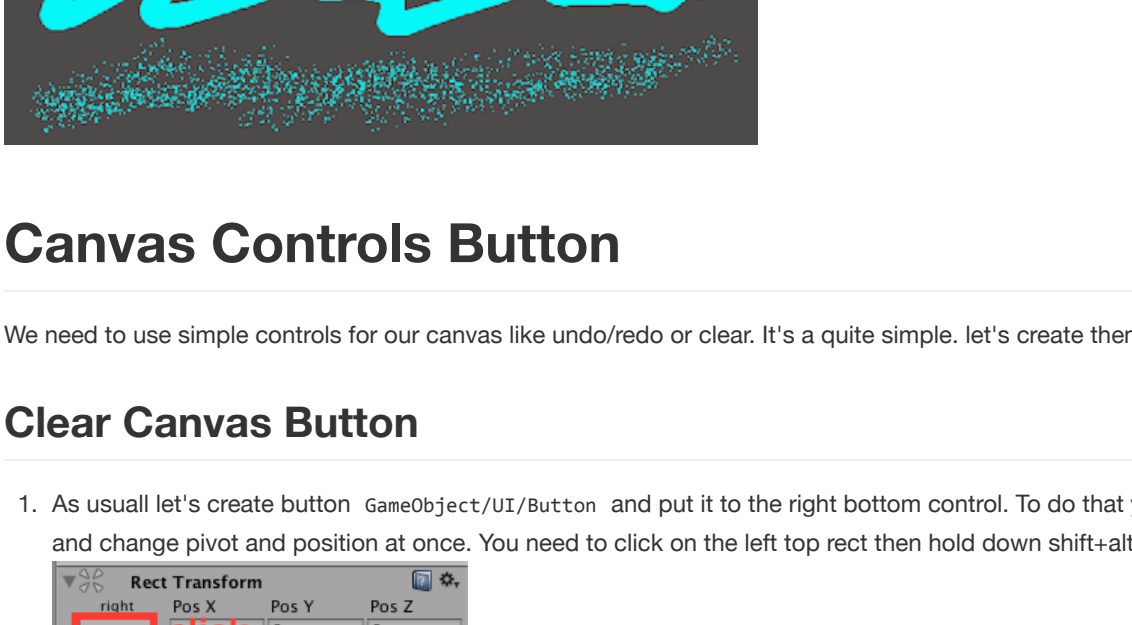 Canvas Controls Button
We need to use simple controls for our canvas like undo/redo or clear. It's a quite simple. let's create
Clear Canvas Button
1. As usuall let's create button GameObject/UI/Button and put it to the right bottom control. To do that
and change pivot and position at once. You need to click on the left top rect then hold down shift+alt
Rect Transform
right Pos X Pos Y Pos Z